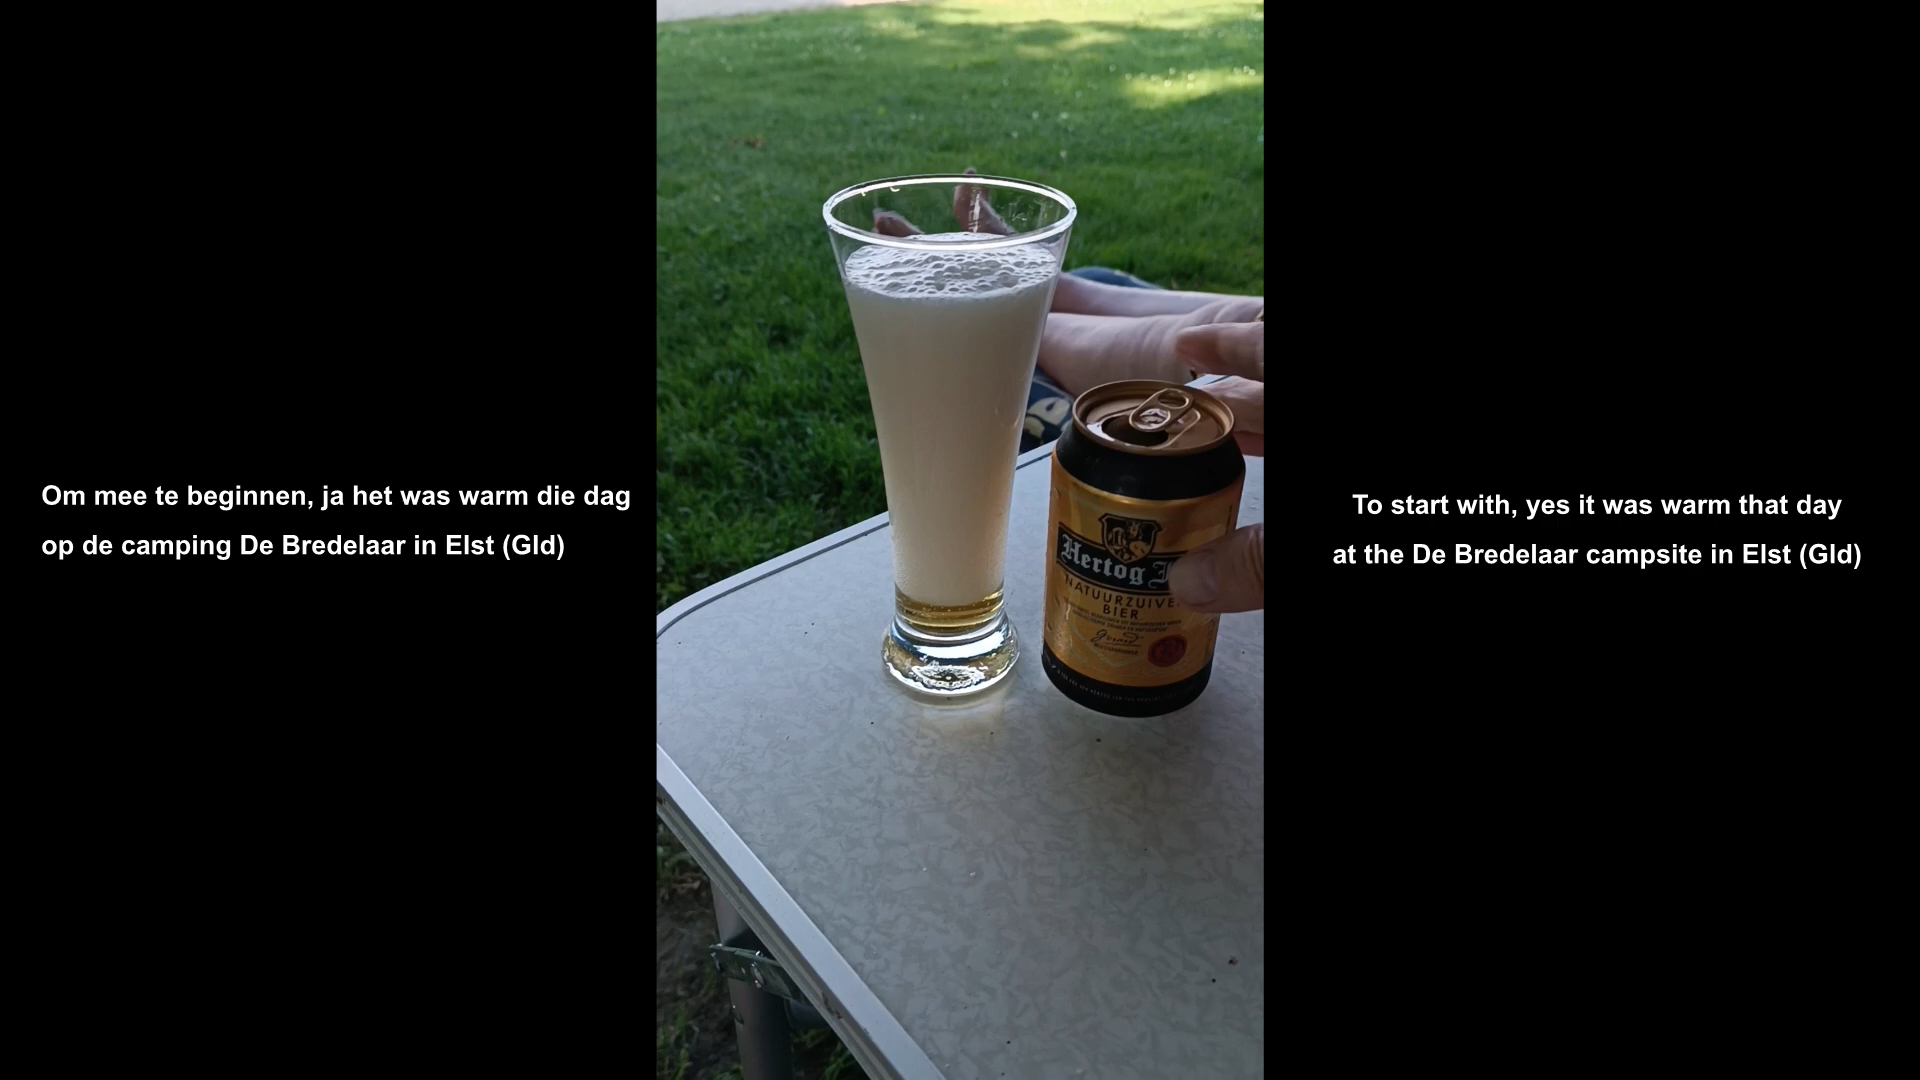 Om mee te beginnen, ja het was warm die dag
op de camping De Bredelaar in Elst (Gld)
To start with, yes it was warm that day
at the De Bredelaar campsite in Elst (Gld)
Hertog
NATUURZUIVE
BIER